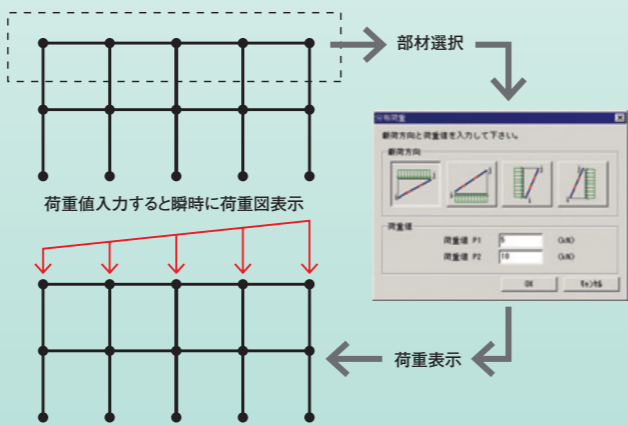 部材選択
分布荷重
載荷方向と荷重値を入力して下さい。
載荷方向
荷重値
荷重値 P1 5 (kN)
荷重値 P2 10 (kN)
OK キャンセル
荷重値入力すると瞬時に荷重図表示
荷重表示